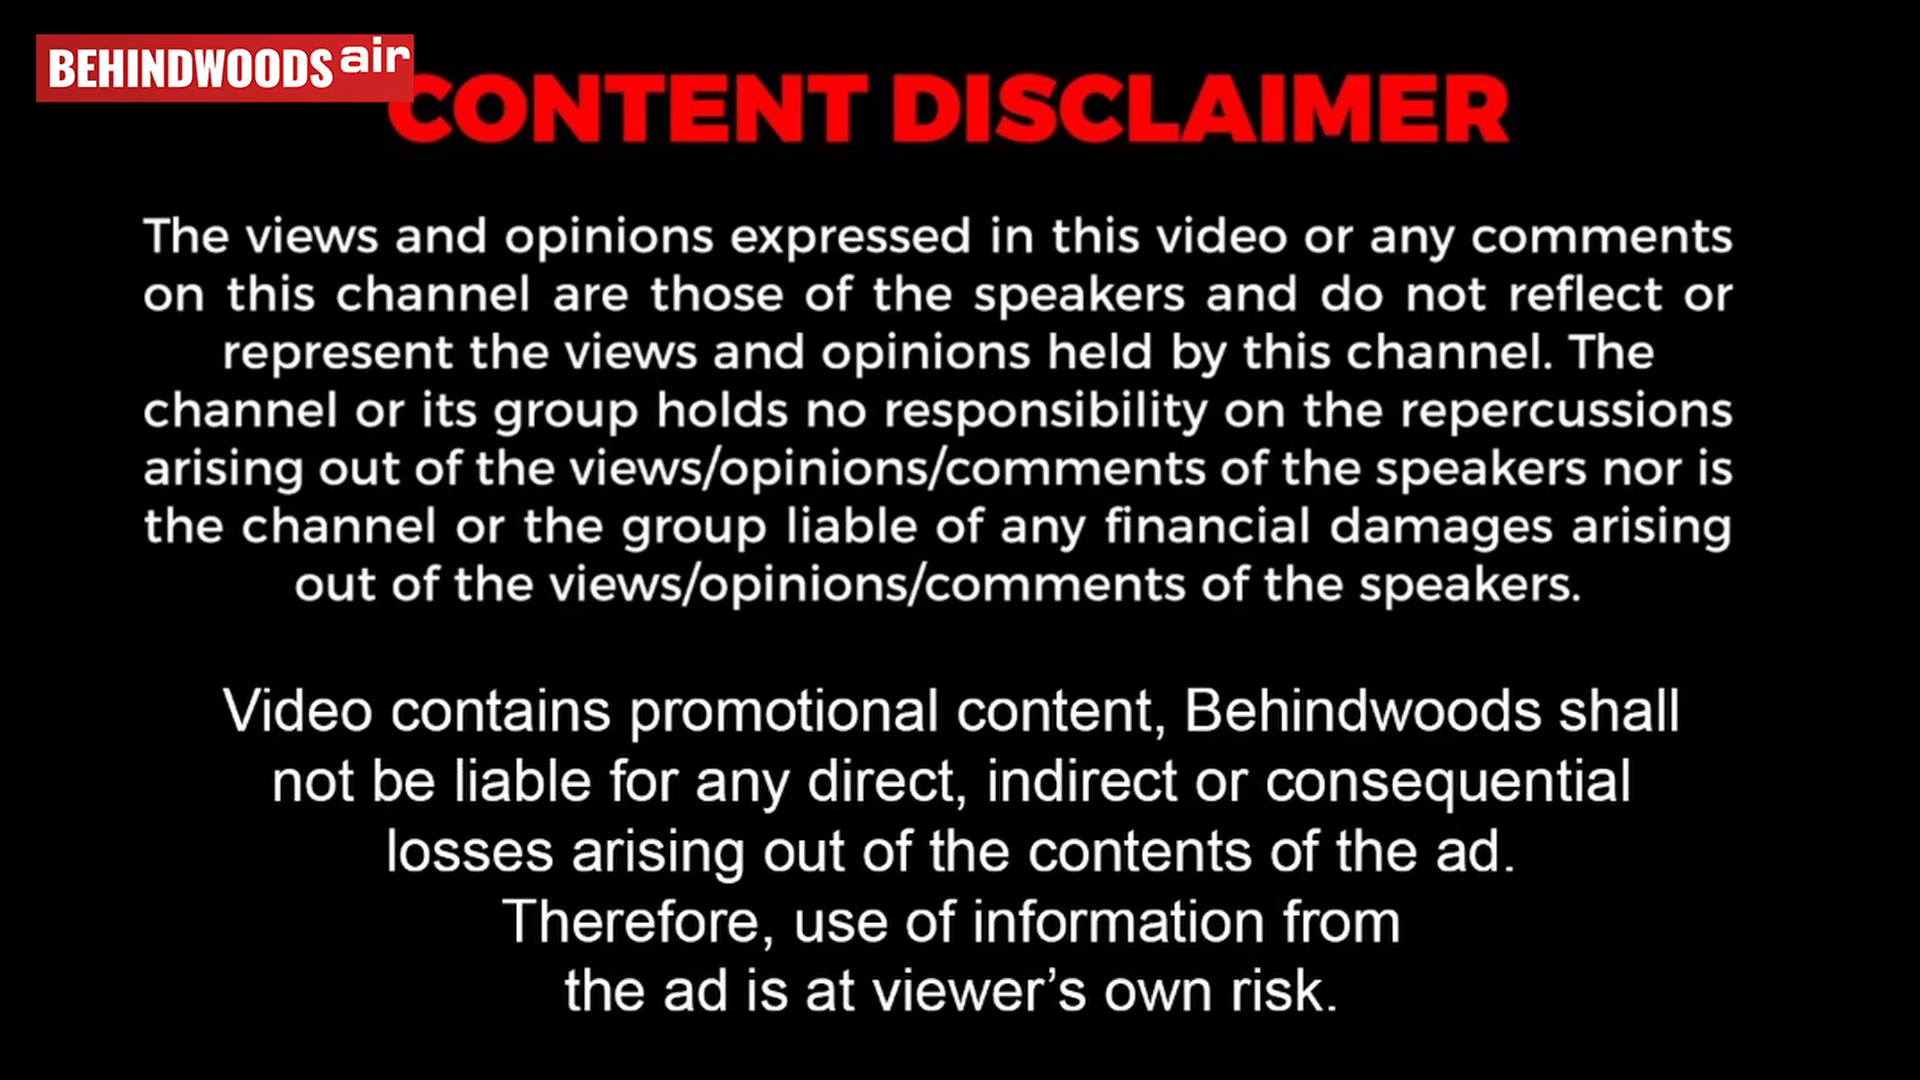 BEHINDWOODS air
CONTENT DISCLAIMER
The views and opinions expressed in this video or any comments
on this channel are those of the speakers and do not reflect or
represent the views and opinions held by this channel. The
channel or its group holds no responsibility on the repercussions
arising out of the views/opinions/comments of the speakers nor is
the channel or the group liable of any financial damages arising
out of the views/opinions/comments of the speakers.
Video contains promotional content, Behindwoods shall
not be liable for any direct, indirect or consequential
losses arising out of the contents of the ad.
Therefore, use of information from
the ad is at viewer’s own risk.